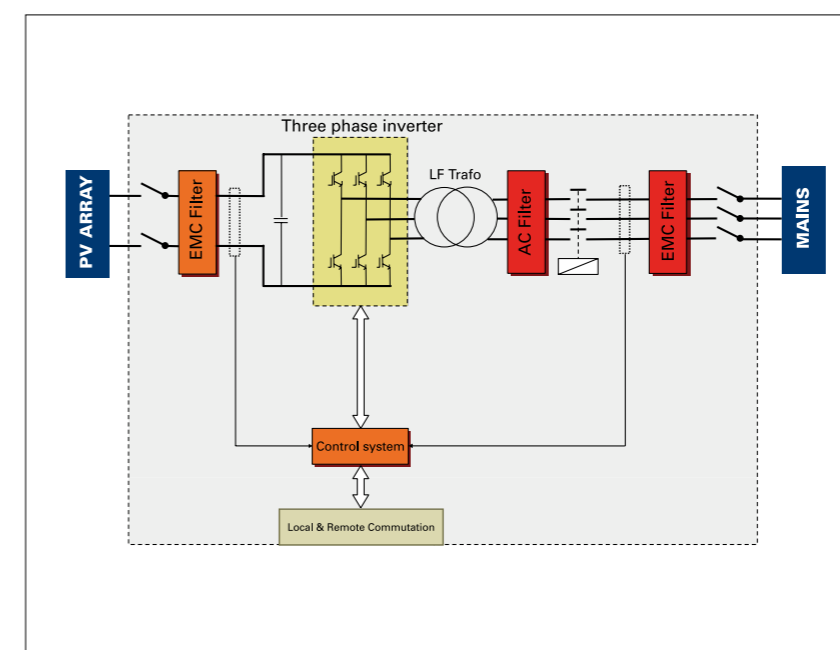 Three phase inverter
PV ARRAY
EMC Filter
LF Trafo
AC Filter
EMC Filter
MAINS
Control system
Local & Remote Commutation